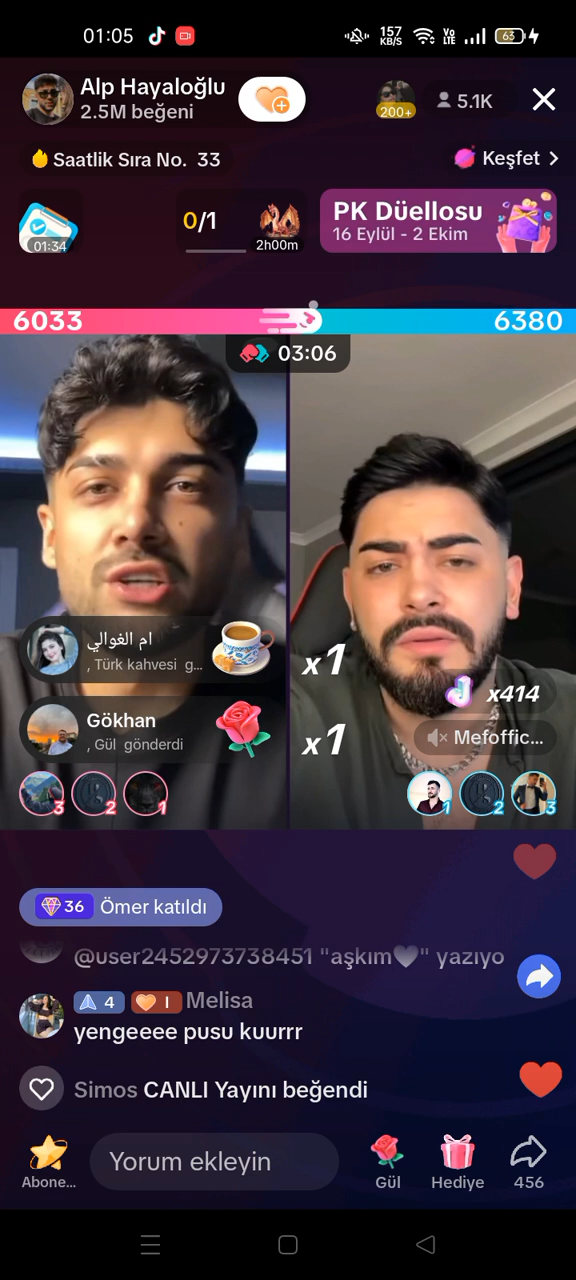 01:05
157
KB/S
Vo
LTE
63
Alp Hayaloğlu
2.5M beğeni
200+
5.1K
Saatlik Sıra No. 33
Keşfet
01:34
0/1
2h00m
PK Düellosu
16 Eylül - 2 Ekim
6033
6380
03:06
ام الغوالي
, Türk kahvesi g...
x1
x414
Gökhan
, Gül gönderdi
x1
Mefoffic...
3
2
1
1
2
3
36 Ömer katıldı
@user2452973738451 "aşkım🖤" yazıyo
4
1
Melisa
yengeeee pusu kuurrr
Simos CANLI Yayını beğendi
Abone...
Yorum ekleyin
Gül
Hediye
456